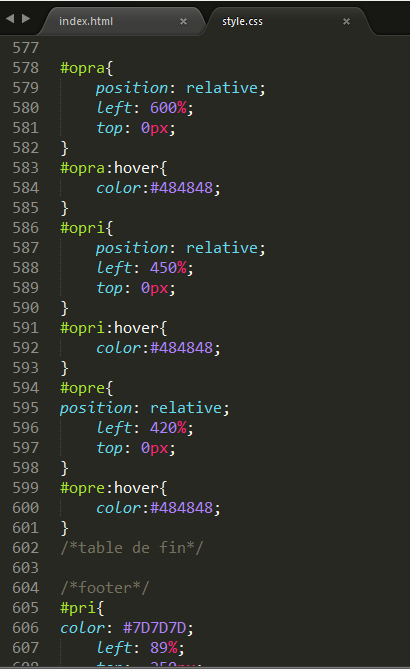 index.html × style.css ×
577
578 #opra{
579 position: relative;
580 left: 600%;
581 top: 0px;
582 }
583 #opra:hover{
584 color:#484848;
585 }
586 #opri{
587 position: relative;
588 left: 450%;
589 top: 0px;
590 }
591 #opri:hover{
592 color:#484848;
593 }
594 #opre{
595 position: relative;
596 left: 420%;
597 top: 0px;
598 }
599 #opre:hover{
600 color:#484848;
601 }
602 /*table de fin*/
603
604 /*footer*/
605 #pri{
606 color: #7D7D7D;
607 left: 89%;